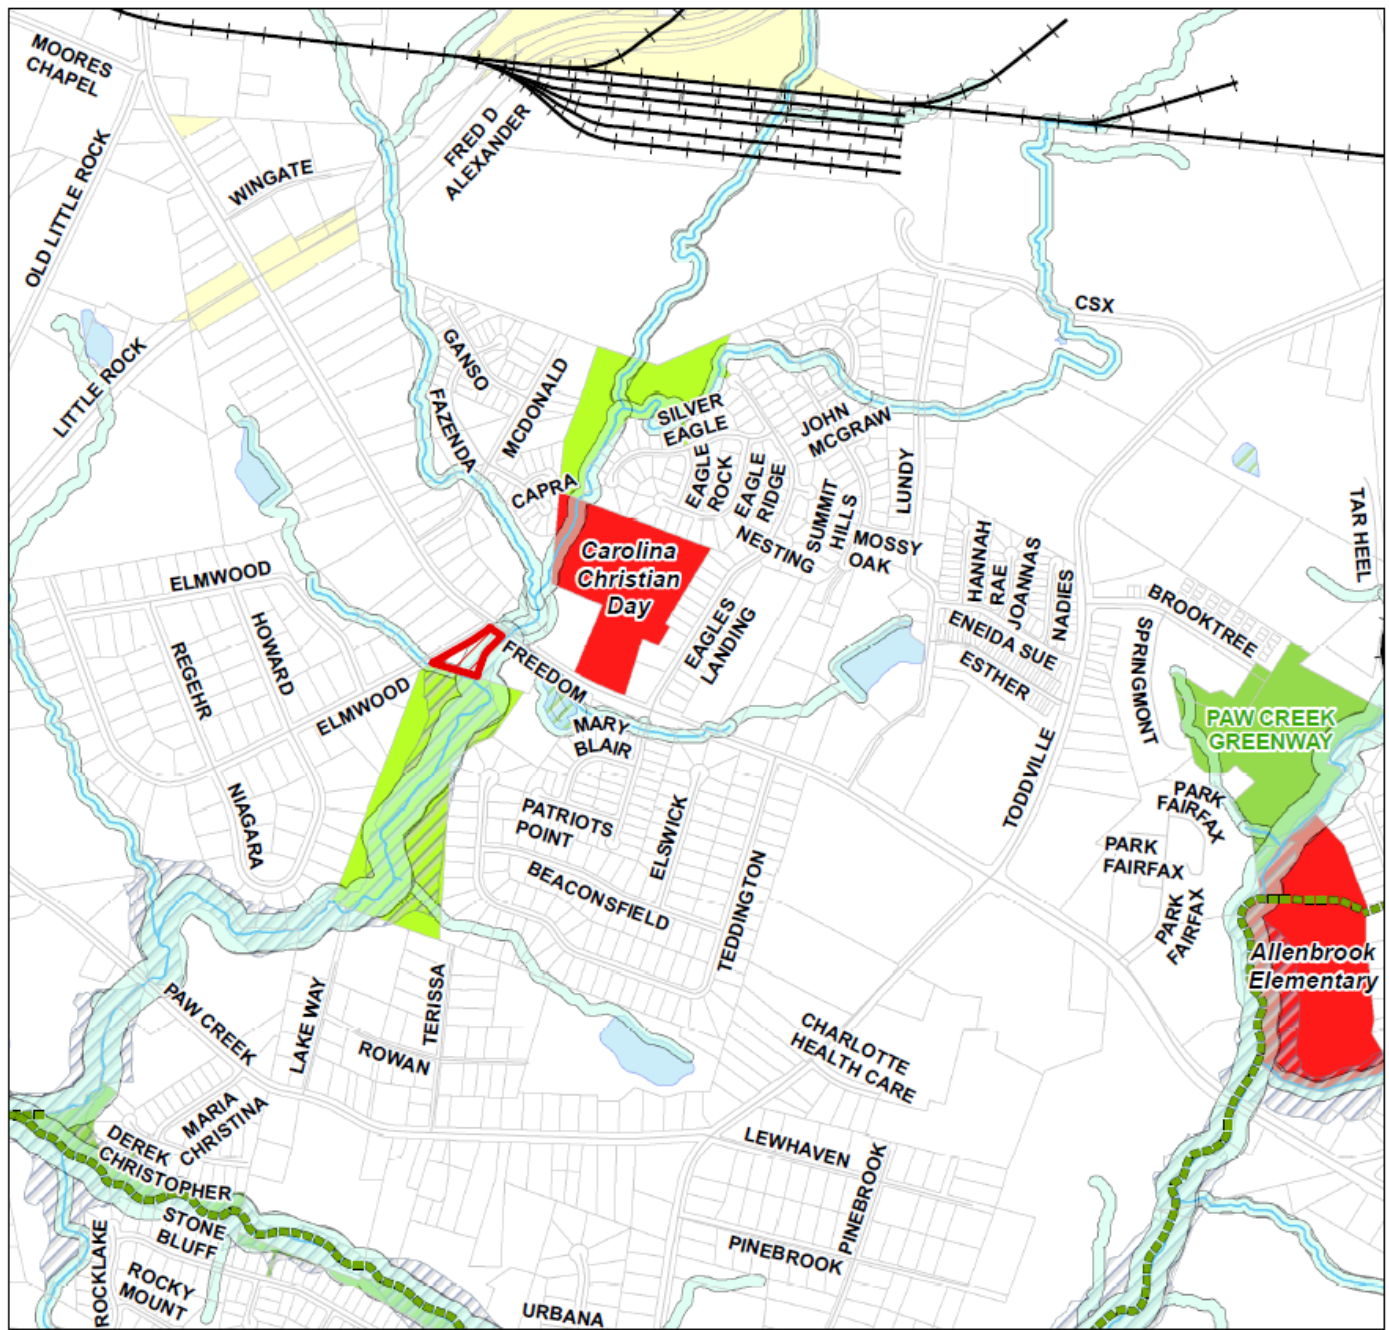 MOORES
CHAPEL
FRED D
ALEXANDER
OLD LITTLE ROCK
WINGATE
CSX
LITTLE ROCK
GANSO
MCDONALD
FAZENDA
CAPRA
SILVER
EAGLE
JOHN
MCGRAW
EAGLE
ROCK
EAGLE
RIDGE
SUMMIT
HILLS
LUNDY
NESTING
MOSSY
OAK
TAR HEEL
Carolina
Christian
Day
HANNAH
RAE
JOANNAS
NADIES
ELMWOOD
HOWARD
REGEHR
EAGLES
LANDING
ENEIDA SUE
ESTHER
BROOKTREE
SPRINGMONT
FREEDOM
ELMWOOD
MARY
BLAIR
PAW CREEK
GREENWAY
TODDVILLE
NIAGARA
PATRIOTS
POINT
ELSWICK
BEACONSFIELD
TEDDINGTON
PARK
FAIRFAX
PARK
FAIRFAX
PARK
FAIRFAX
Allenbrook
Elementary
PAW CREEK
LAKE WAY
TERISSA
ROWAN
CHARLOTTE
HEALTH CARE
MARIA
CHRISTINA
DEREK
CHRISTOPHER
LEWHAVEN
PINEBROOK
STONE
BLUFF
PINEBROOK
ROCKLAKE
ROCKY
MOUNT
URBANA